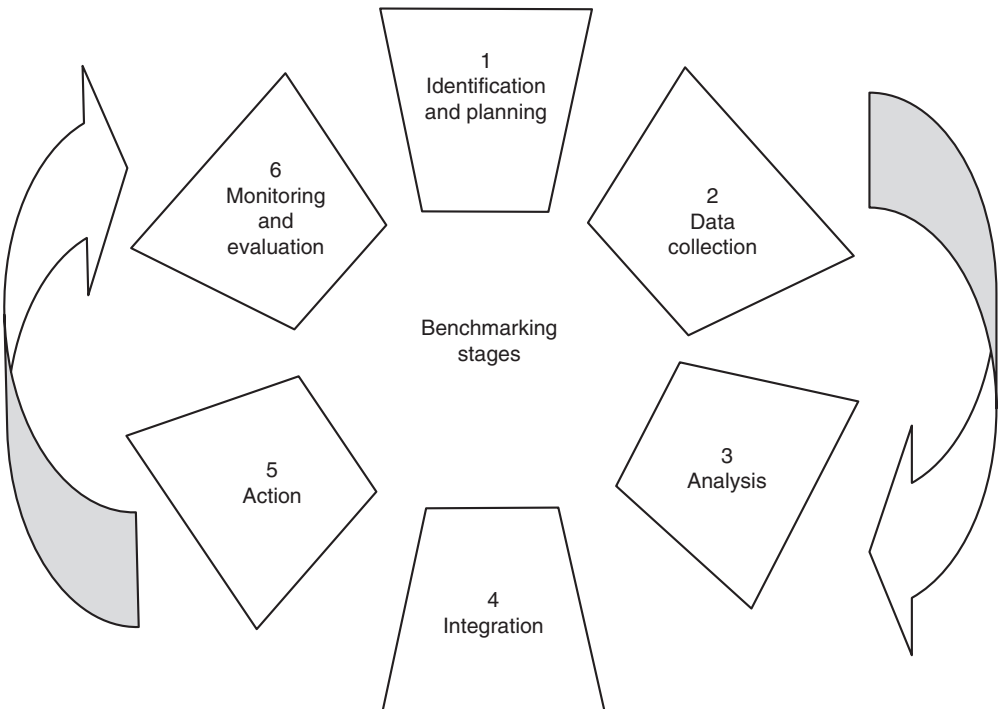 1
Identification
and planning
2
Data
collection
3
Analysis
4
Integration
5
Action
6
Monitoring
and
evaluation
Benchmarking
stages